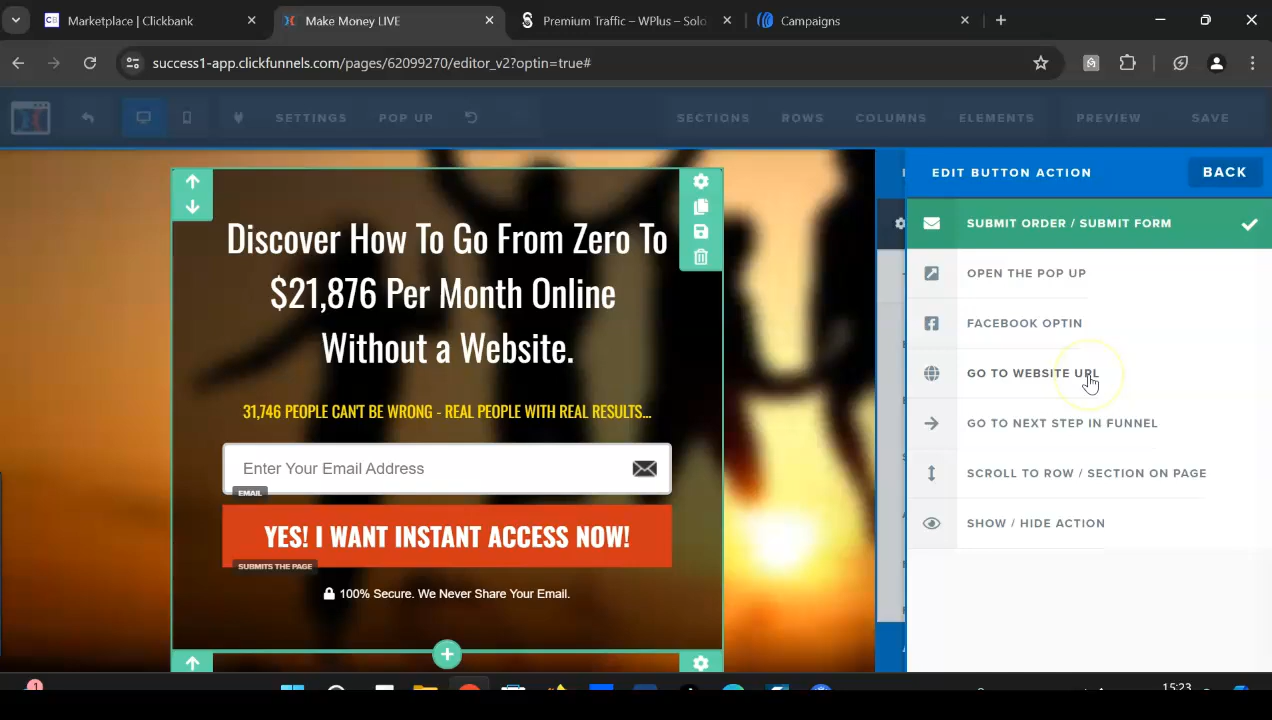 CB Marketplace | Clickbank
Make Money LIVE
Premium Traffic – WPlus – Solo
Campaigns
success1-app.clickfunnels.com/pages/62099270/editor_v2?optin=true#
SETTINGS
POP UP
SECTIONS
ROWS
COLUMNS
ELEMENTS
PREVIEW
SAVE
EDIT BUTTON ACTION
BACK
SUBMIT ORDER / SUBMIT FORM
OPEN THE POP UP
FACEBOOK OPTIN
GO TO WEBSITE URL
GO TO NEXT STEP IN FUNNEL
SCROLL TO ROW / SECTION ON PAGE
SHOW / HIDE ACTION
Discover How To Go From Zero To
$21,876 Per Month Online
Without a Website.
31,746 PEOPLE CAN'T BE WRONG - REAL PEOPLE WITH REAL RESULTS...
Enter Your Email Address
EMAIL
YES! I WANT INSTANT ACCESS NOW!
SUBMITS THE PAGE
100% Secure. We Never Share Your Email.
1
15:23